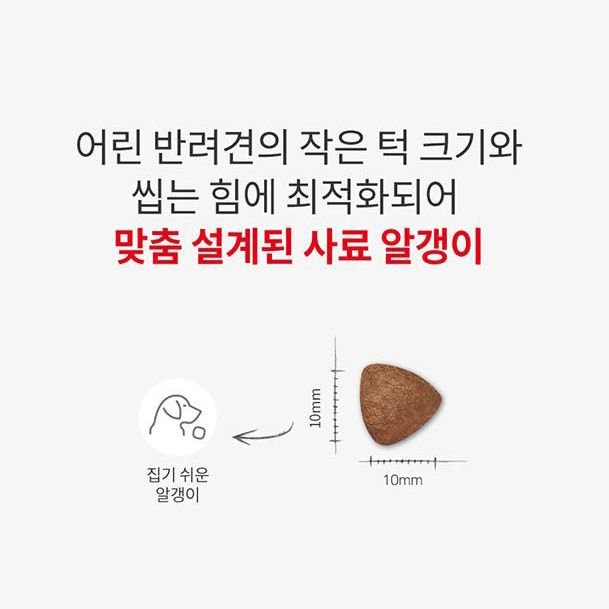 어린 반려견의 작은 턱 크기와
씹는 힘에 최적화되어
맞춤 설계된 사료 알갱이
10mm
10mm
집기 쉬운
알갱이